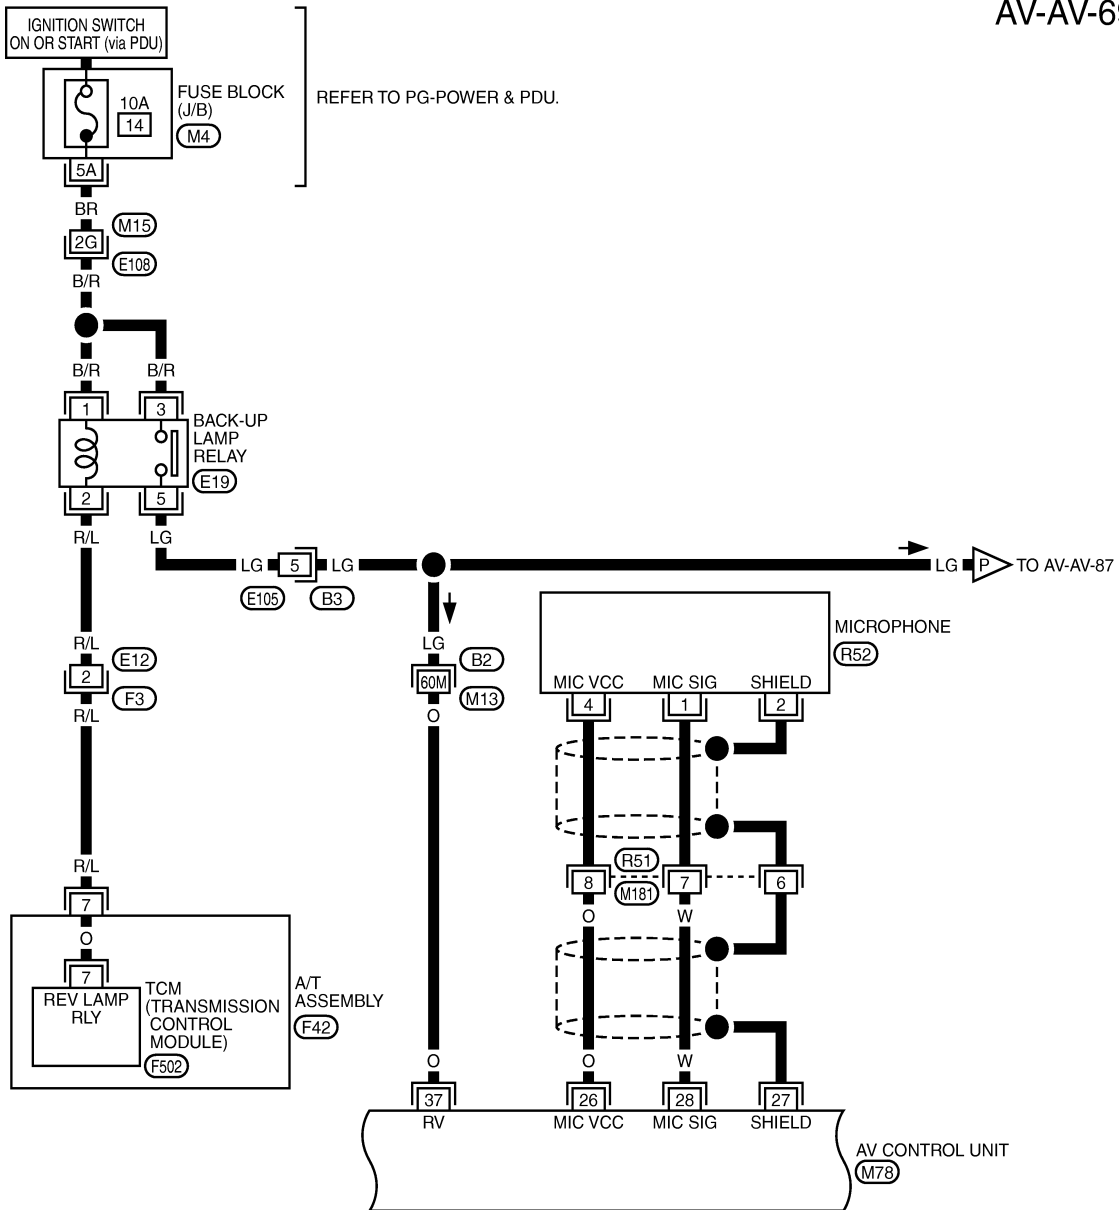 AV-AV-69
IGNITION SWITCH
ON OR START (via PDU)
10A
14
FUSE BLOCK
(J/B)
M4
REFER TO PG-POWER & PDU.
5A
BR
M15
2G
E108
B/R
B/R
B/R
1
3
BACK-UP
LAMP
RELAY
E19
2
5
R/L
LG
LG
5
LG
LG
P
TO AV-AV-87
E105
B3
R/L
E12
2
F3
R/L
LG
B2
60M
M13
O
MICROPHONE
R52
MIC VCC
MIC SIG
SHIELD
4
1
2
R51
8
7
6
M181
O
W
R/L
7
O
7
REV LAMP
RLY
TCM
(TRANSMISSION
CONTROL
MODULE)
F502
A/T
ASSEMBLY
F42
O
O
W
37
26
28
27
RV
MIC VCC
MIC SIG
SHIELD
AV CONTROL UNIT
M78